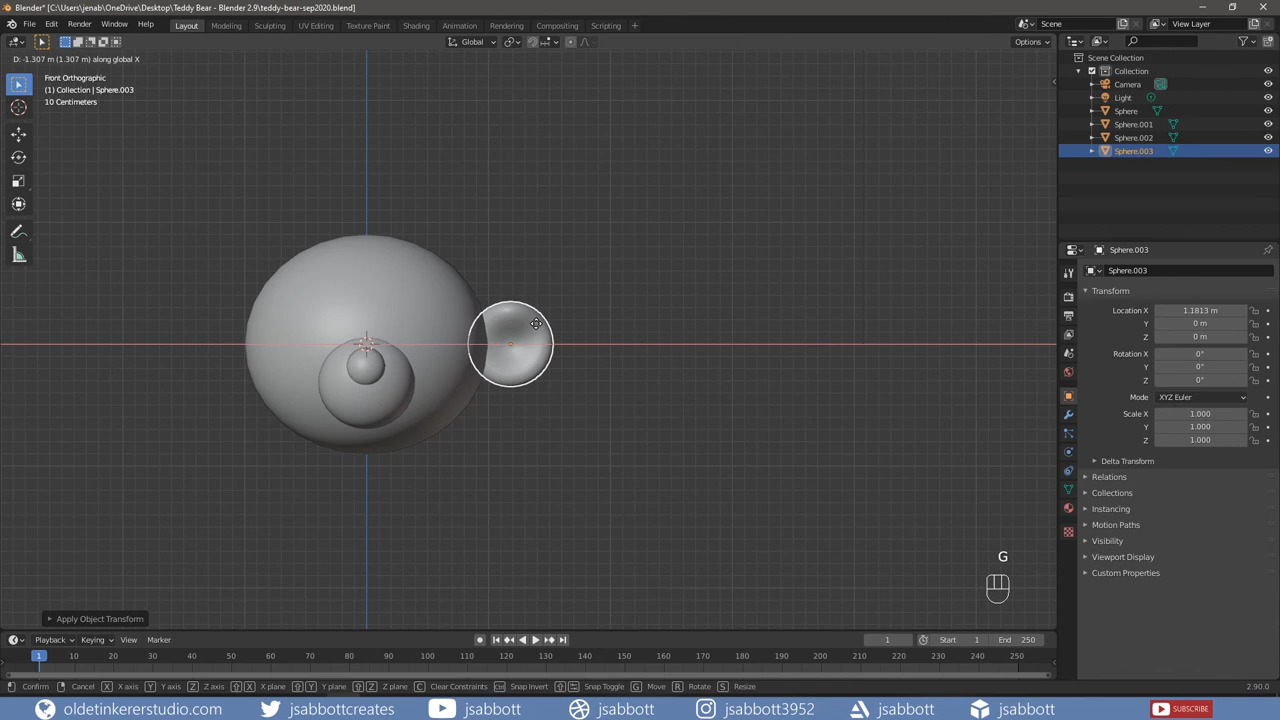 Blender* [C:\Users\jenab\OneDrive\Desktop\Teddy Bear - Blender 2.9\teddy-bear-sep2020.blend]
File Edit Render Window Help Layout Modeling Sculpting UV Editing Texture Paint Shading Animation Rendering Compositing Scripting + Scene View Layer
Global Options
D: -1.307 m (1.307 m) along global X
Front Orthographic
(1) Collection | Sphere.003
10 Centimeters
Scene Collection
Collection
Camera
Light
Sphere
Sphere.001
Sphere.002
Sphere.003
Sphere.003
Sphere.003
Transform
Location X 1.1813 m
Y 0 m
Z 0 m
Rotation X 0°
Y 0°
Z 0°
Mode XYZ Euler
Scale X 1.000
Y 1.000
Z 1.000
Delta Transform
Relations
Collections
Instancing
Motion Paths
Visibility
Viewport Display
Custom Properties
G
Apply Object Transform
Playback Keying View Marker 1 Start 1 End 250
1 10 20 30 40 50 60 70 80 90 100 110 120 130 140 150 160 170 180 190 200 210 220 230 240 250
Confirm Cancel X X axis Y Y axis Z Z axis X X plane Y Y plane Z Z plane C Clear Constraints Ctrl Snap Invert Snap Toggle G Move R Rotate S Resize 2.90.0
oldetinkererstudio.com jsabbottcreates jsabbott jsabbott jsabbott3952 jsabbott jsabbott SUBSCRIBE